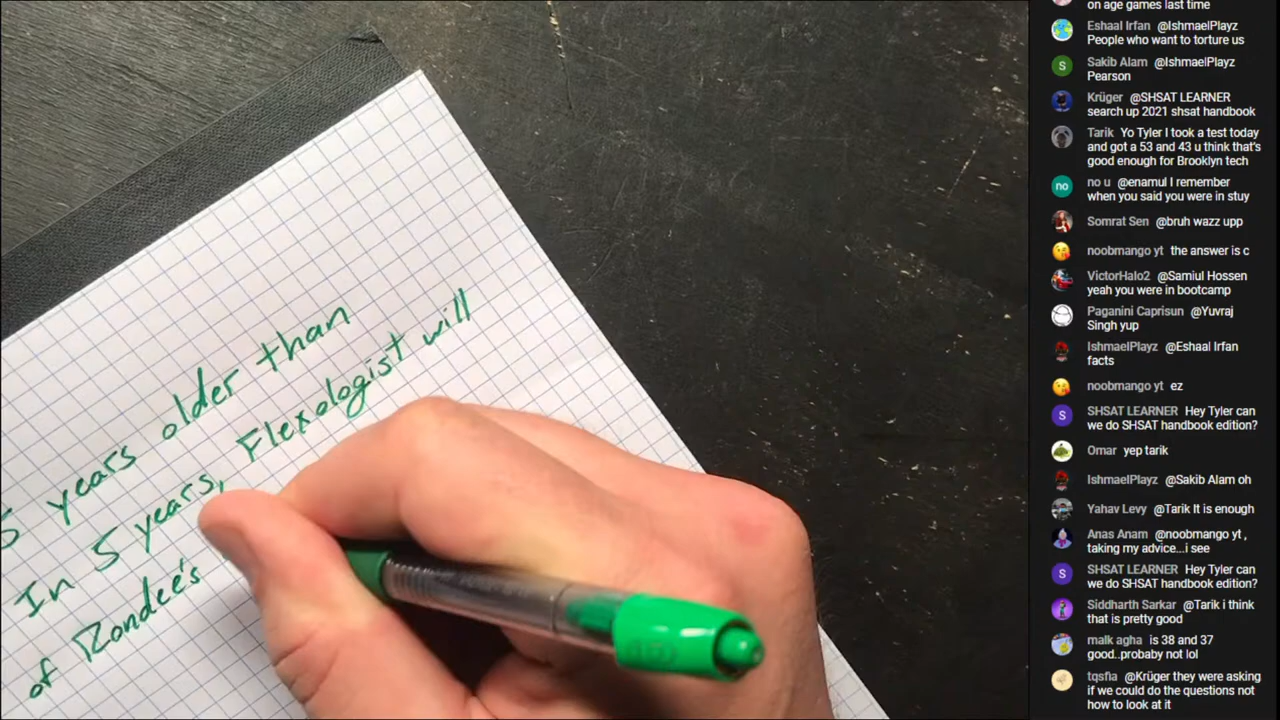 5 years older than
In 5 years, Flexologist will
of Rondee's
on age games last time
Eshaal Irfan @IshmaelPlayz
People who want to torture us
S
Sakib Alam @IshmaelPlayz
Pearson
Krüger @SHSAT LEARNER
search up 2021 shsat handbook
Tarik Yo Tyler I took a test today
and got a 53 and 43 u think that's
good enough for Brooklyn tech
no
no u @enamul I remember
when you said you were in stuy
Somrat Sen @bruh wazz upp
noobmango yt the answer is c
VictorHalo2 @Samiul Hossen
yeah you were in bootcamp
Paganini Caprisun @Yuvraj
Singh yup
IshmaelPlayz @Eshaal Irfan
facts
noobmango yt ez
S
SHSAT LEARNER Hey Tyler can
we do SHSAT handbook edition?
Omar yep tarik
IshmaelPlayz @Sakib Alam oh
Yahav Levy @Tarik It is enough
Anas Anam @noobmango yt ,
taking my advice...i see
S
SHSAT LEARNER Hey Tyler can
we do SHSAT handbook edition?
Siddharth Sarkar @Tarik i think
that is pretty good
malk agha is 38 and 37
good..probaby not lol
tqsfia @Krüger they were asking
if we could do the questions not
how to look at it